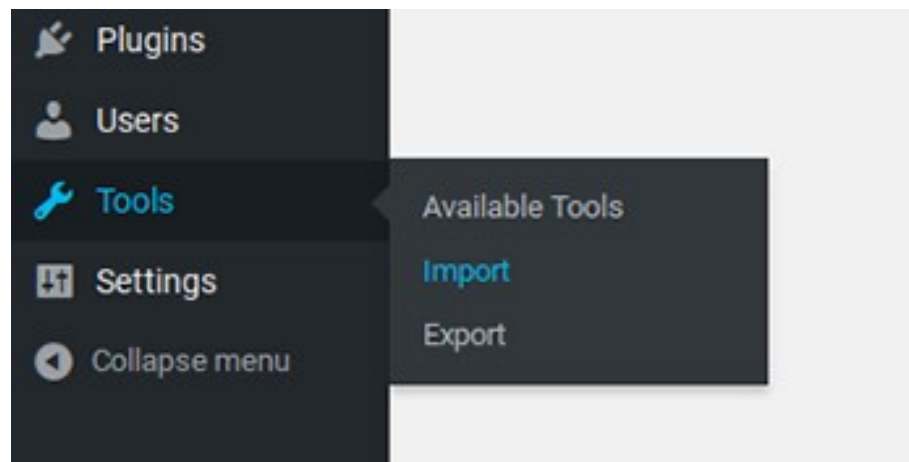 Plugins
Users
Tools
Settings
Collapse menu
Available Tools
Import
Export